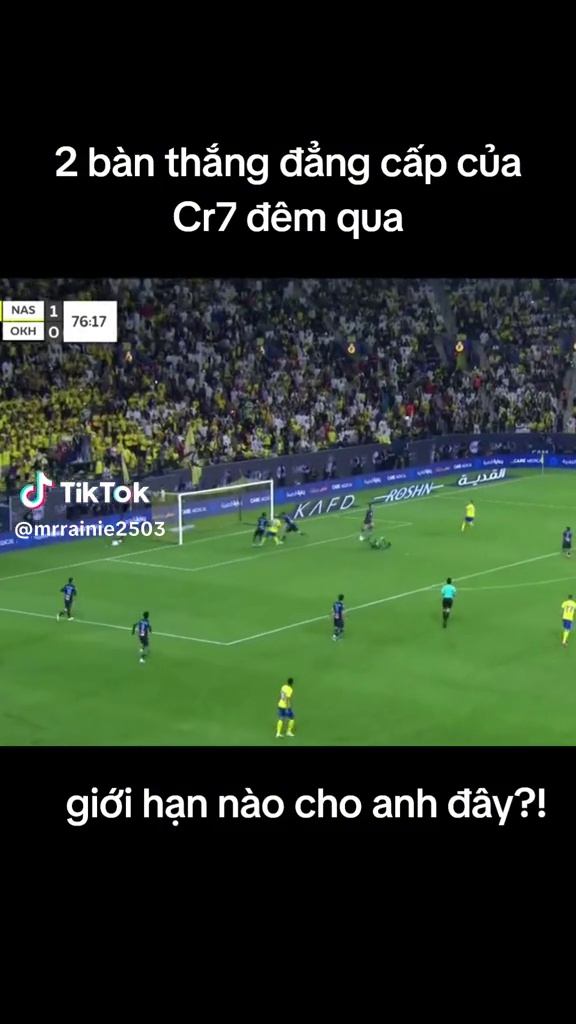 2 bàn thắng đẳng cấp của
Cr7 đêm qua
NAS 1
OKH 0
76:17
TikTok
@mrrainie2503
KAFD
ROSHN
القدية
giới hạn nào cho anh đây?!